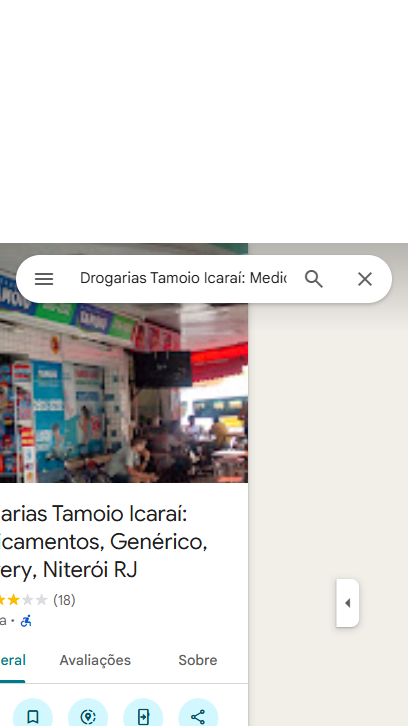 Drogarias Tamoio Icaraí: Medic
arias Tamoio Icaraí:
icamentos, Genérico,
ery, Niterói RJ
(18)
a ·
eral Avaliações Sobre